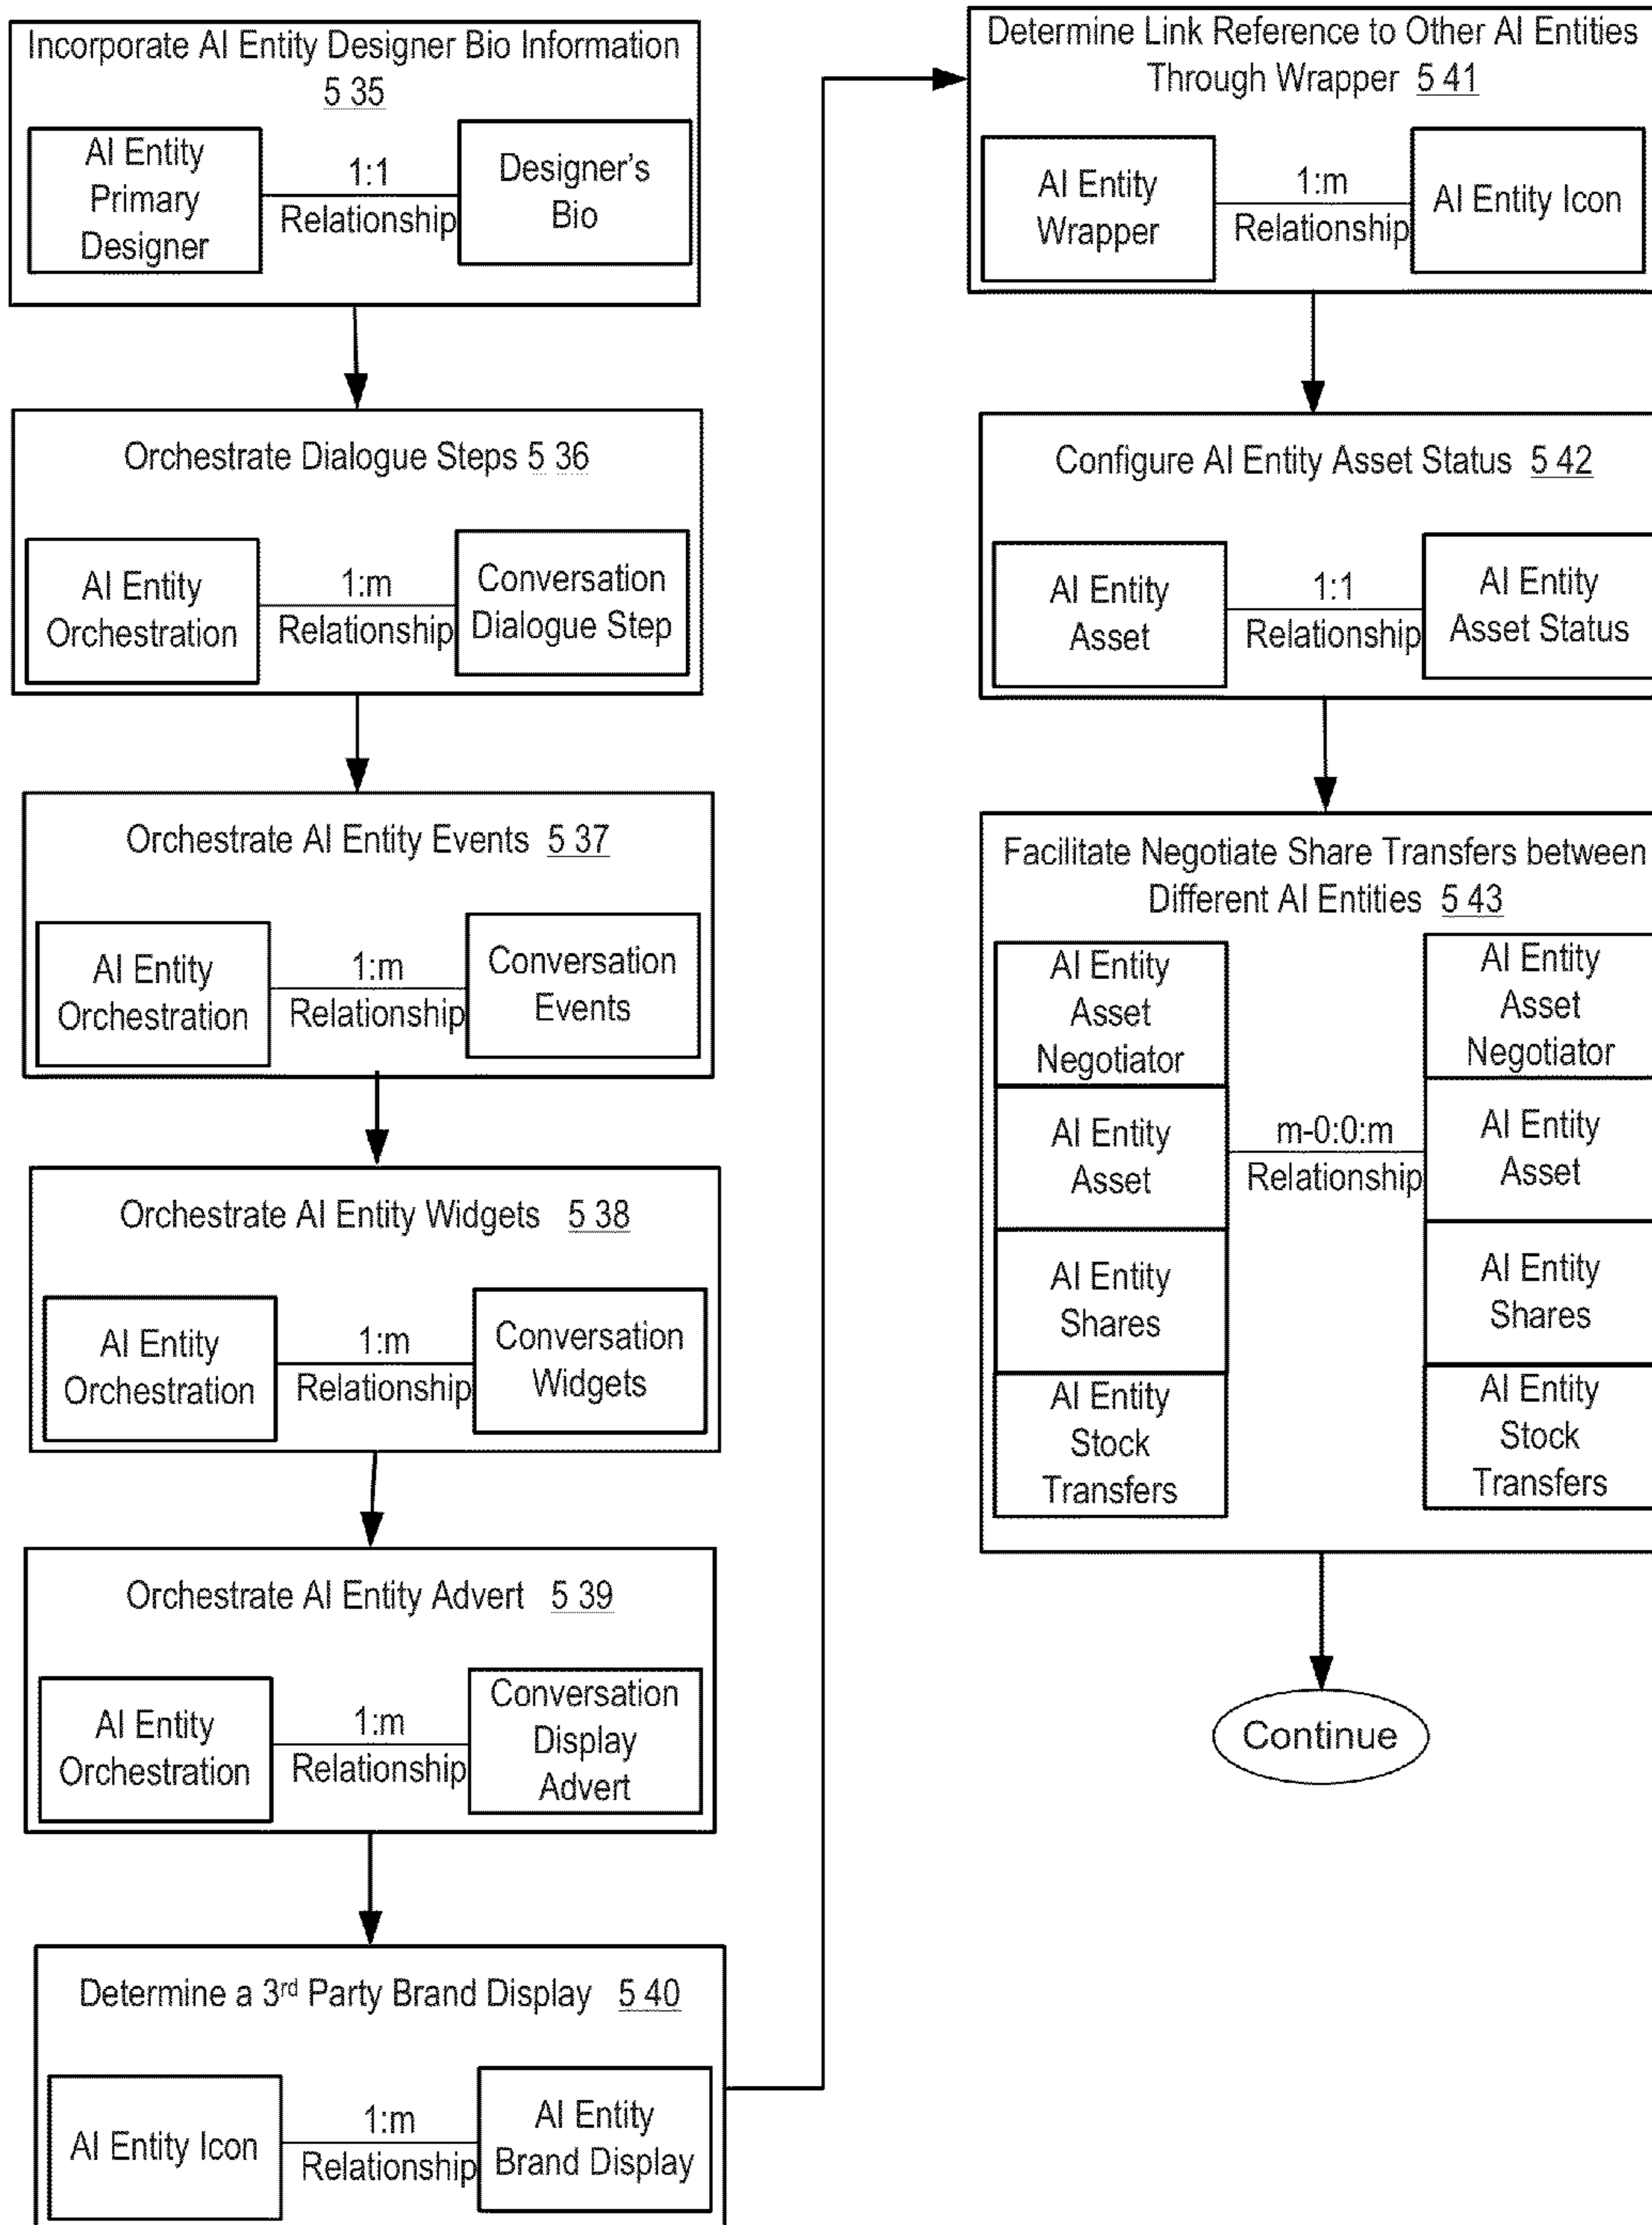 Incorporate AI Entity Designer Bio Information
5 35
AI Entity
Primary
Designer
1:1
Relationship
Designer's
Bio
Orchestrate Dialogue Steps 5 36
AI Entity
Orchestration
1:m
Relationship
Conversation
Dialogue Step
Orchestrate AI Entity Events 5 37
AI Entity
Orchestration
1:m
Relationship
Conversation
Events
Orchestrate AI Entity Widgets 5 38
AI Entity
Orchestration
1:m
Relationship
Conversation
Widgets
Orchestrate AI Entity Advert 5 39
AI Entity
Orchestration
1:m
Relationship
Conversation
Display
Advert
Determine a 3rd Party Brand Display 5 40
AI Entity Icon
1:m
Relationship
AI Entity
Brand Display
Determine Link Reference to Other AI Entities
Through Wrapper 5 41
AI Entity
Wrapper
1:m
Relationship
AI Entity Icon
Configure AI Entity Asset Status 5 42
AI Entity
Asset
1:1
Relationship
AI Entity
Asset Status
Facilitate Negotiate Share Transfers between
Different AI Entities 5 43
AI Entity
Asset
Negotiator
AI Entity
Asset
AI Entity
Shares
AI Entity
Stock
Transfers
m-0:0:m
Relationship
AI Entity
Asset
Negotiator
AI Entity
Asset
AI Entity
Shares
AI Entity
Stock
Transfers
Continue